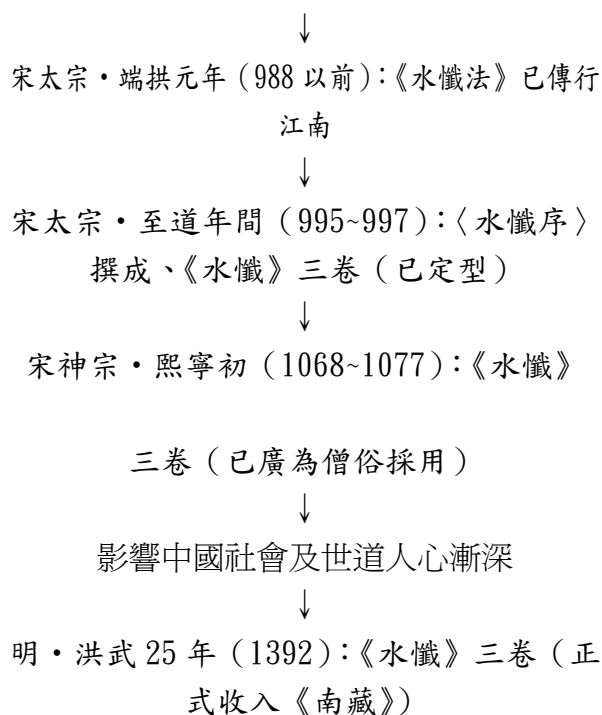 ↓
宋太宗・端拱元年（988 以前）：《水懺法》已傳行
江南
↓
宋太宗・至道年間（995~997）：〈水懺序〉
撰成、《水懺》三卷（已定型）
↓
宋神宗・熙寧初（1068~1077）：《水懺》
三卷（已廣為僧俗採用）
↓
影響中國社會及世道人心漸深
↓
明・洪武 25 年（1392）：《水懺》三卷（正
式收入《南藏》）